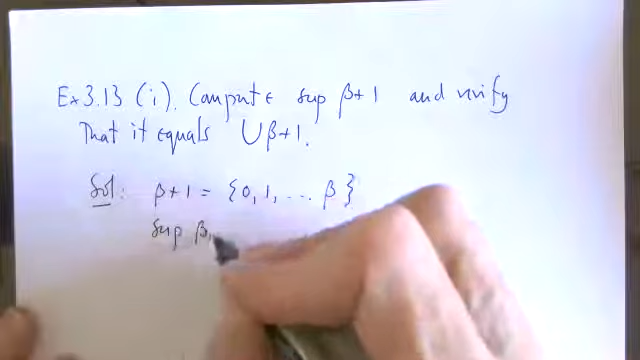 Ex 3.13 (i). Compute sup β+1 and verify
that it equals ∪β+1.
Sol: β+1 = {0, 1, ... β}
sup β